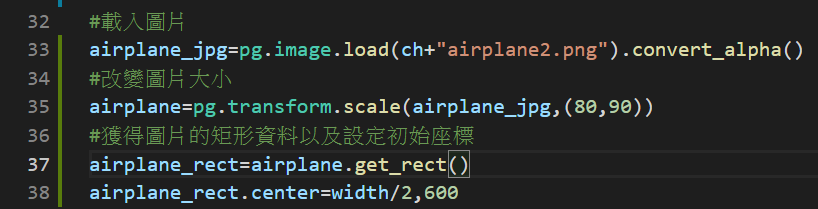 32 #載入圖片
33 airplane_jpg=pg.image.load(ch+"airplane2.png").convert_alpha()
34 #改變圖片大小
35 airplane=pg.transform.scale(airplane_jpg,(80,90))
36 #獲得圖片的矩形資料以及設定初始座標
37 airplane_rect=airplane.get_rect()
38 airplane_rect.center=width/2,600